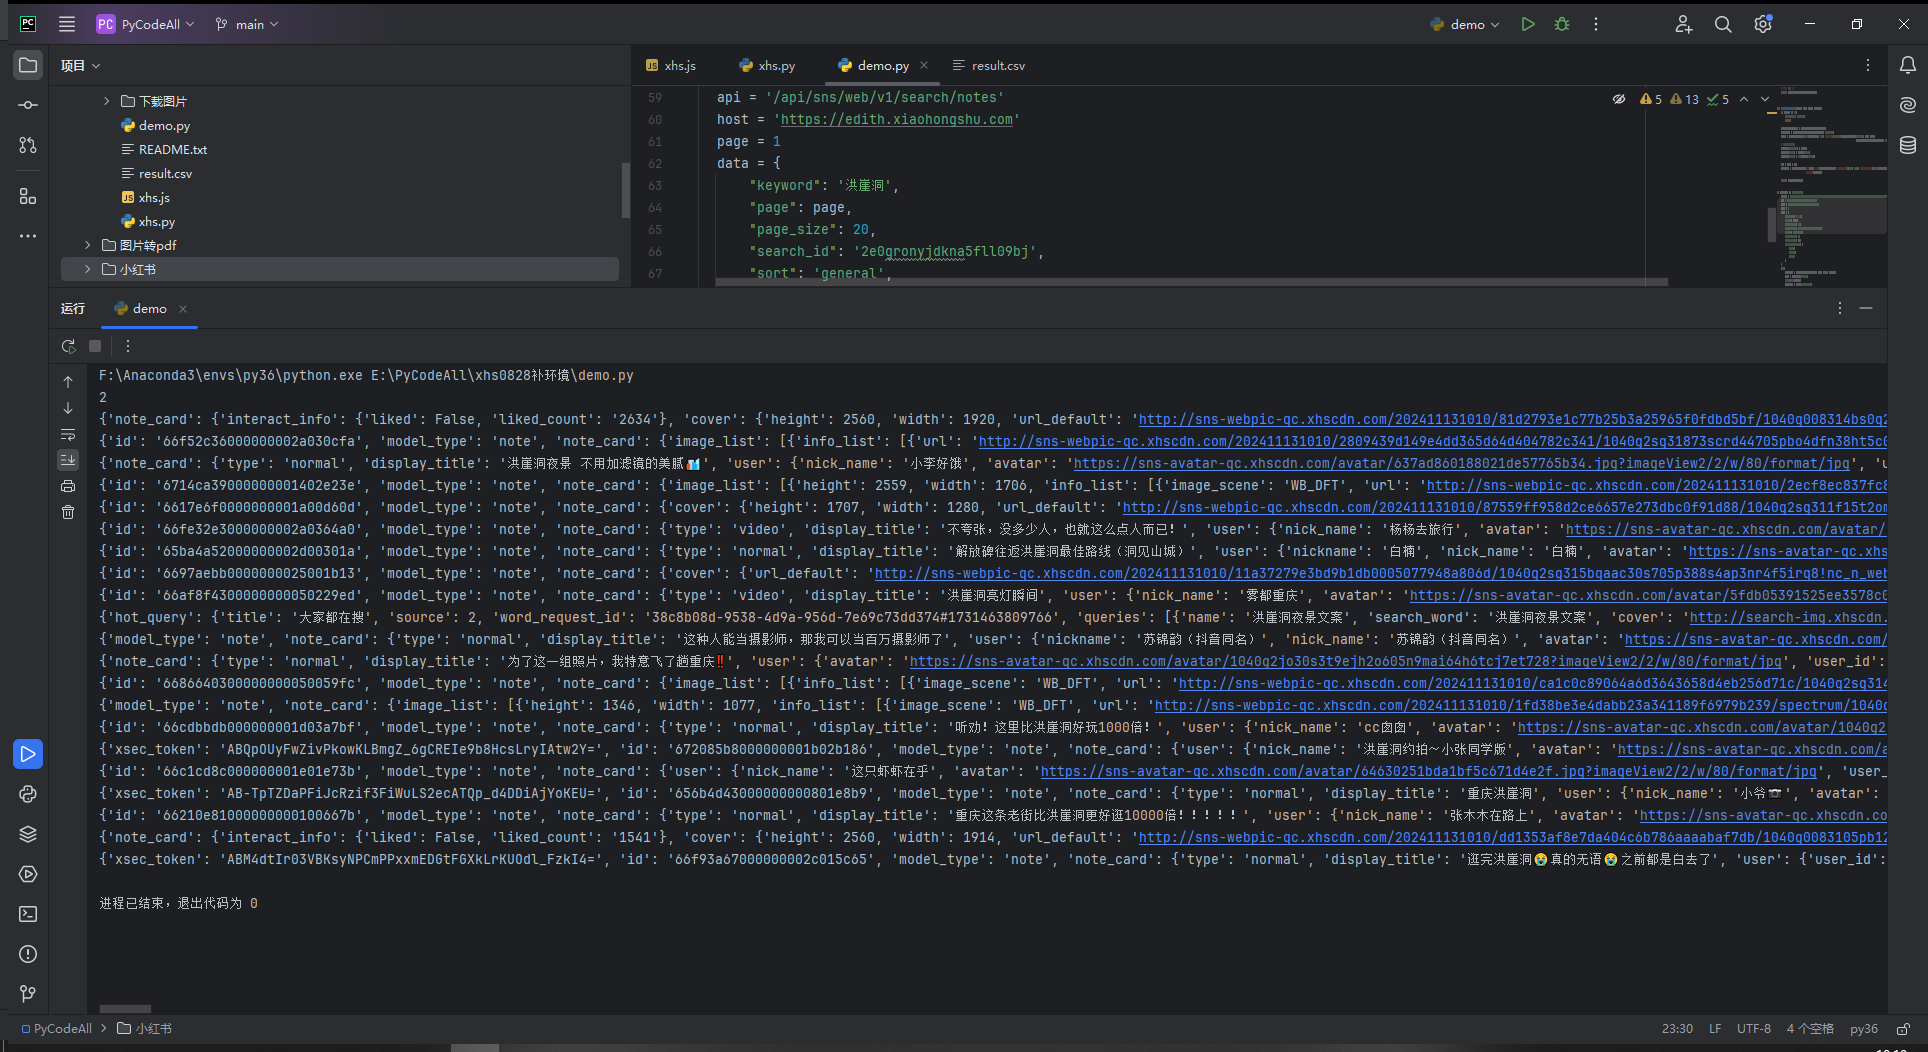 PC PyCodeAll main demo
项目
xhs.js xhs.py demo.py result.csv
下载图片
demo.py
README.txt
result.csv
xhs.js
xhs.py
图片转pdf
小红书
59 api = '/api/sns/web/v1/search/notes'
60 host = 'https://edith.xiaohongshu.com'
61 page = 1
62 data = {
63 "keyword": '洪崖洞',
64 "page": page,
65 "page_size": 20,
66 "search_id": '2e0gronyjdkna5fll09bj',
67 "sort": 'general',
5 13 5
运行 demo
F:\Anaconda3\envs\py36\python.exe E:\PyCodeAll\xhs0828补环境\demo.py
2
{'note_card': {'interact_info': {'liked': False, 'liked_count': '2634'}, 'cover': {'height': 2560, 'width': 1920, 'url_default': 'http://sns-webpic-qc.xhscdn.com/202411131010/81d2793e1c77b25b3a25965f0fdbd5bf/1040g008314bs0g2
{'id': '66f52c36000000002a030cfa', 'model_type': 'note', 'note_card': {'image_list': [{'info_list': [{'url': 'http://sns-webpic-qc.xhscdn.com/202411131010/2809439d149e4dd365d64d404782c341/1040g2sg31873scrd44705pbo4dfn38ht5c0
{'note_card': {'type': 'normal', 'display_title': '洪崖洞夜景 不用加滤镜的美腻', 'user': {'nick_name': '小李好饿', 'avatar': 'https://sns-avatar-qc.xhscdn.com/avatar/637ad860188021de57765b34.jpg?imageView2/2/w/80/format/jpg', 'u
{'id': '6714ca39000000001402e23e', 'model_type': 'note', 'note_card': {'image_list': [{'height': 2559, 'width': 1706, 'info_list': [{'image_scene': 'WB_DFT', 'url': 'http://sns-webpic-qc.xhscdn.com/202411131010/2ecf8ec837fc8
{'id': '6617e6f0000000001a00d60d', 'model_type': 'note', 'note_card': {'cover': {'height': 1707, 'width': 1280, 'url_default': 'http://sns-webpic-qc.xhscdn.com/202411131010/87559ff958d2ce6657e273dbc0f91d88/1040g2sg311f15t2om
{'id': '66fe32e3000000002a0364a0', 'model_type': 'note', 'note_card': {'type': 'video', 'display_title': '不夸张，没多少人，也就这么点人而已！', 'user': {'nick_name': '杨杨去旅行', 'avatar': 'https://sns-avatar-qc.xhscdn.com/avatar/
{'id': '65ba4a52000000002d00301a', 'model_type': 'note', 'note_card': {'type': 'normal', 'display_title': '解放碑往返洪崖洞最佳路线（洞见山城）', 'user': {'nickname': '白楠', 'nick_name': '白楠', 'avatar': 'https://sns-avatar-qc.xhs
{'id': '6697aebb0000000025001b13', 'model_type': 'note', 'note_card': {'cover': {'url_default': 'http://sns-webpic-qc.xhscdn.com/202411131010/11a37279e3bd9b1db0005077948a806d/1040g2sg315bqaac30s705p388s4ap3nr4f5irq8!nc_n_web
{'id': '66af8f4300000000050229ed', 'model_type': 'note', 'note_card': {'type': 'video', 'display_title': '洪崖洞亮灯瞬间', 'user': {'nick_name': '雾都重庆', 'avatar': 'https://sns-avatar-qc.xhscdn.com/avatar/5fdb05391525ee3578c0
{'hot_query': {'title': '大家都在搜', 'source': 2, 'word_request_id': '38c8b08d-9538-4d9a-956d-7e69c73dd374#1731463809766', 'queries': [{'name': '洪崖洞夜景文案', 'search_word': '洪崖洞夜景文案', 'cover': 'http://search-img.xhscdn.
{'model_type': 'note', 'note_card': {'type': 'normal', 'display_title': '这种人能当摄影师，那我可以当百万摄影师了', 'user': {'nickname': '苏锦韵（抖音同名）', 'nick_name': '苏锦韵（抖音同名）', 'avatar': 'https://sns-avatar-qc.xhscdn.com/
{'note_card': {'type': 'normal', 'display_title': '为了这一组照片，我特意飞了趟重庆‼️', 'user': {'avatar': 'https://sns-avatar-qc.xhscdn.com/avatar/1040g2jo30s3t9ejh2o605n9mai64h6tcj7et728?imageView2/2/w/80/format/jpg', 'user_id':
{'id': '6686640300000000050059fc', 'model_type': 'note', 'note_card': {'image_list': [{'info_list': [{'image_scene': 'WB_DFT', 'url': 'http://sns-webpic-qc.xhscdn.com/202411131010/ca1c0c89064a6d3643658d4eb256d71c/1040g2sg314
{'model_type': 'note', 'note_card': {'image_list': [{'height': 1346, 'width': 1077, 'info_list': [{'image_scene': 'WB_DFT', 'url': 'http://sns-webpic-qc.xhscdn.com/202411131010/1fd38be3e4dabb23a341189f6979b239/spectrum/1040g
{'id': '66cdbbdb000000001d03a7bf', 'model_type': 'note', 'note_card': {'type': 'normal', 'display_title': '听劝！这里比洪崖洞好玩1000倍！', 'user': {'nick_name': 'cc囱囱', 'avatar': 'https://sns-avatar-qc.xhscdn.com/avatar/1040g2
{'xsec_token': 'ABQpOUyFwZivPkowKLBmgZ_6gCREIe9b8HcsLryIAtw2Y=', 'id': '672085b8000000001b02b186', 'model_type': 'note', 'note_card': {'user': {'nick_name': '洪崖洞约拍～小张同学版', 'avatar': 'https://sns-avatar-qc.xhscdn.com/a
{'id': '66c1cd8c000000001e01e73b', 'model_type': 'note', 'note_card': {'user': {'nick_name': '这只虾虾在乎', 'avatar': 'https://sns-avatar-qc.xhscdn.com/avatar/64630251bda1bf5c671d4e2f.jpg?imageView2/2/w/80/format/jpg', 'user_
{'xsec_token': 'AB-TpTZDaPFiJcRzif3FiWuLS2ecATQp_d4DDiAjYoKEU=', 'id': '656b4d43000000000801e8b9', 'model_type': 'note', 'note_card': {'type': 'normal', 'display_title': '重庆洪崖洞', 'user': {'nick_name': '小爷📷', 'avatar':
{'id': '66210e81000000000100667b', 'model_type': 'note', 'note_card': {'type': 'normal', 'display_title': '重庆这条老街比洪崖洞更好逛10000倍！！！！！', 'user': {'nick_name': '张木木在路上', 'avatar': 'https://sns-avatar-qc.xhscdn.co
{'note_card': {'interact_info': {'liked': False, 'liked_count': '1541'}, 'cover': {'height': 2560, 'width': 1914, 'url_default': 'http://sns-webpic-qc.xhscdn.com/202411131010/dd1353af8e7da404c6b786aaaabaf7db/1040g0083105pb12
{'xsec_token': 'ABM4dtIr03VBKsyNPCmPPxxmEDGtFGXkLrKUOdl_FzkI4=', 'id': '66f93a67000000002c015c65', 'model_type': 'note', 'note_card': {'type': 'normal', 'display_title': '逛完洪崖洞😭真的无语😭之前都是白去了', 'user': {'user_id':
进程已结束，退出代码为 0
PyCodeAll 小红书 23:30 LF UTF-8 4 个空格 py36